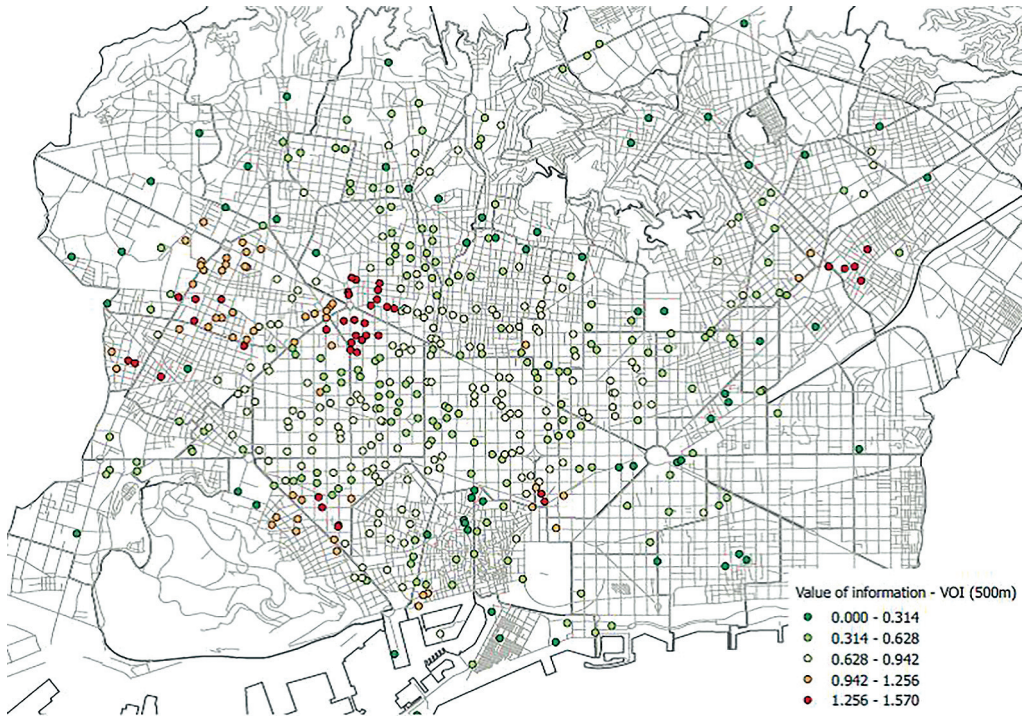 Value of information - VOI (500m)
0.000 - 0.314
0.314 - 0.628
0.628 - 0.942
0.942 - 1.256
1.256 - 1.570